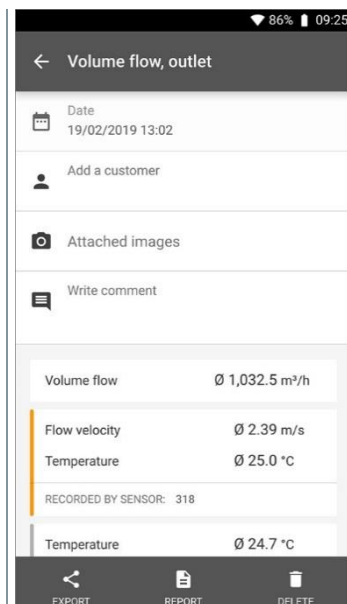 86% 09:25
Volume flow, outlet
Date
19/02/2019 13:02
Add a customer
Attached images
Write comment
Volume flow Ø 1,032.5 m³/h
Flow velocity Ø 2.39 m/s
Temperature Ø 25.0 °C
RECORDED BY SENSOR: 318
Temperature Ø 24.7 °C
EXPORT REPORT DELETE